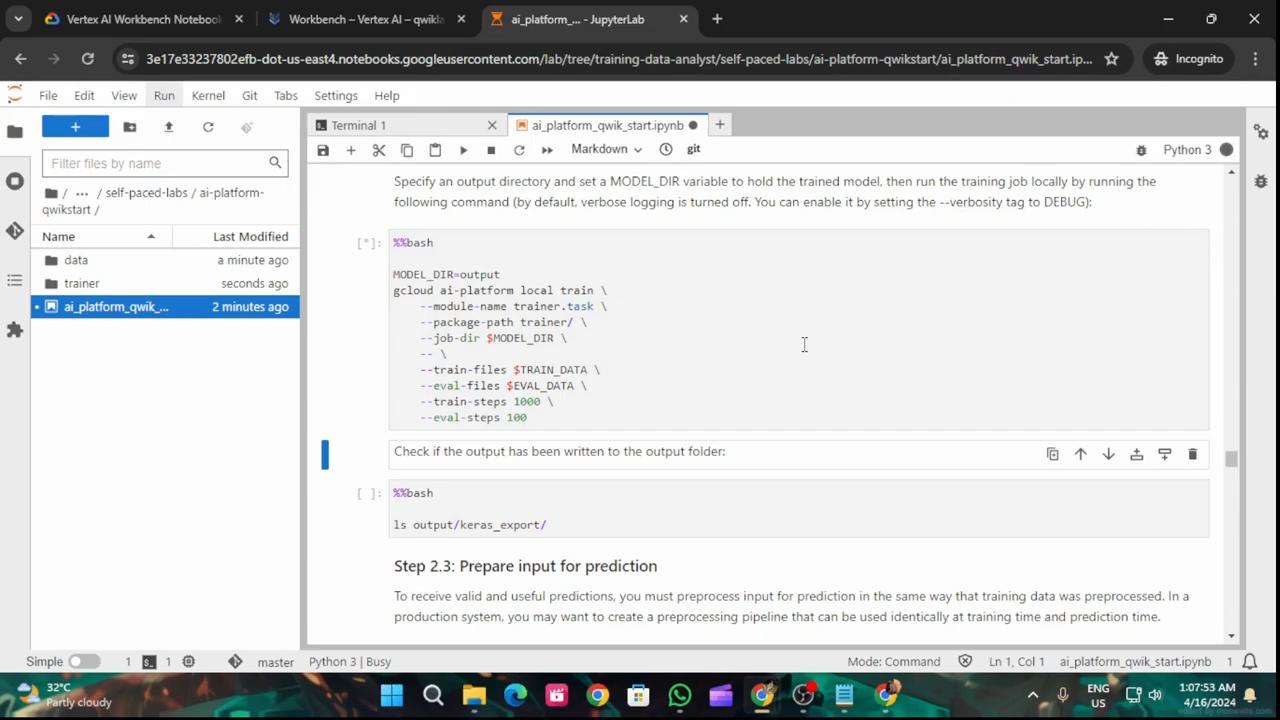 Vertex AI Workbench Notebook
Workbench – Vertex AI – qwikla
ai_platform_... - JupyterLab
3e17e33237802efb-dot-us-east4.notebooks.googleusercontent.com/lab/tree/training-data-analyst/self-paced-labs/ai-platform-qwikstart/ai_platform_qwik_start.ip...
Incognito
File Edit View Run Kernel Git Tabs Settings Help
Terminal 1
ai_platform_qwik_start.ipynb
Filter files by name
Markdown
git
Python 3
/ ... / self-paced-labs / ai-platform-
qwikstart /
Name
Last Modified
data
a minute ago
trainer
seconds ago
ai_platform_qwik_...
2 minutes ago
Specify an output directory and set a MODEL_DIR variable to hold the trained model, then run the training job locally by running the
following command (by default, verbose logging is turned off. You can enable it by setting the --verbosity tag to DEBUG):
[*]:
%%bash
MODEL_DIR=output
gcloud ai-platform local train \
--module-name trainer.task \
--package-path trainer/ \
--job-dir $MODEL_DIR \
-- \
--train-files $TRAIN_DATA \
--eval-files $EVAL_DATA \
--train-steps 1000 \
--eval-steps 100
Check if the output has been written to the output folder:
[ ]:
%%bash
ls output/keras_export/
Step 2.3: Prepare input for prediction
To receive valid and useful predictions, you must preprocess input for prediction in the same way that training data was preprocessed. In a
production system, you may want to create a preprocessing pipeline that can be used identically at training time and prediction time.
Simple
1
1
master
Python 3 | Busy
Mode: Command
Ln 1, Col 1
ai_platform_qwik_start.ipynb
1
32°C
Partly cloudy
ENG
US
1:07:53 AM
4/16/2024